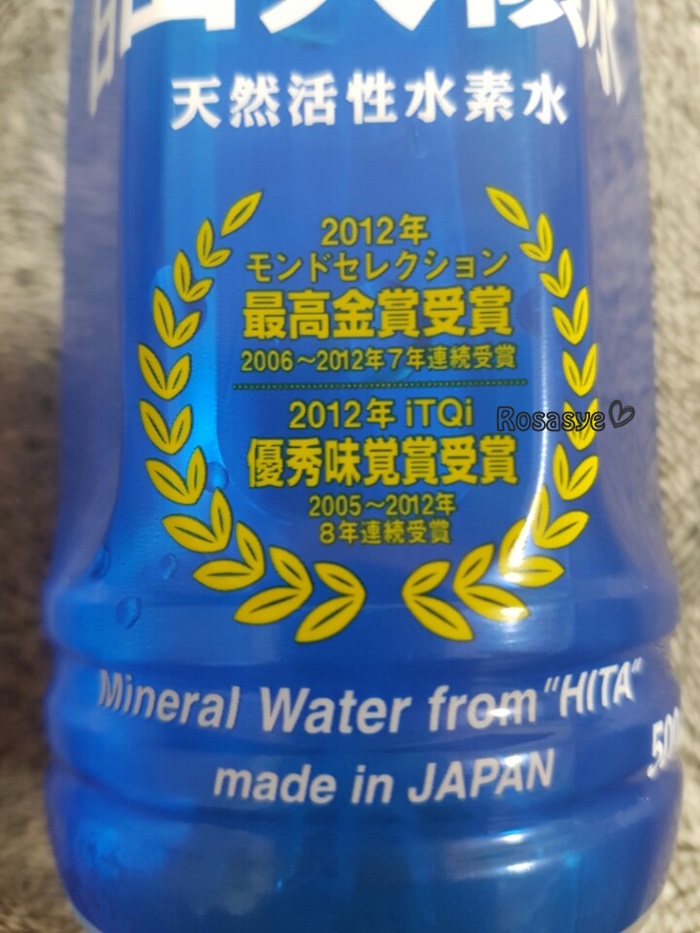 天然活性水素水
2012年
モンドセレクション
最高金賞受賞
2006～2012年7年連続受賞
2012年 iTQi
優秀味覚賞受賞
2005～2012年
8年連続受賞
Rosasye
Mineral Water from "HITA"
made in JAPAN